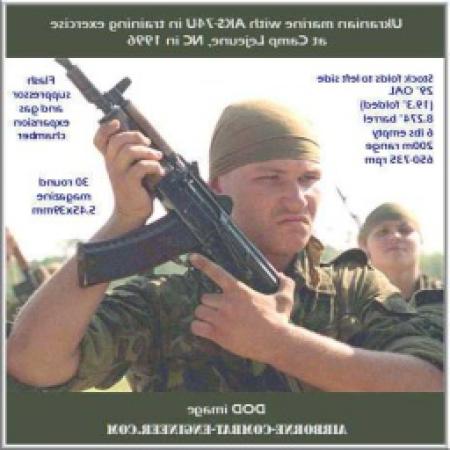 Ukranian marine with AKS-74U in training exercise
at Camp Lejeune, NC in 1996
Flash
suppressor
and gas
expansion
chamber
30 round
magazine
5.45x39mm
Stock folds to left side
29" OAL
(19.3" folded)
8.274" barrel
6 lbs empty
200m range
650-735 rpm
DOD image
AIRBORNE-COMBAT-ENGINEER.COM